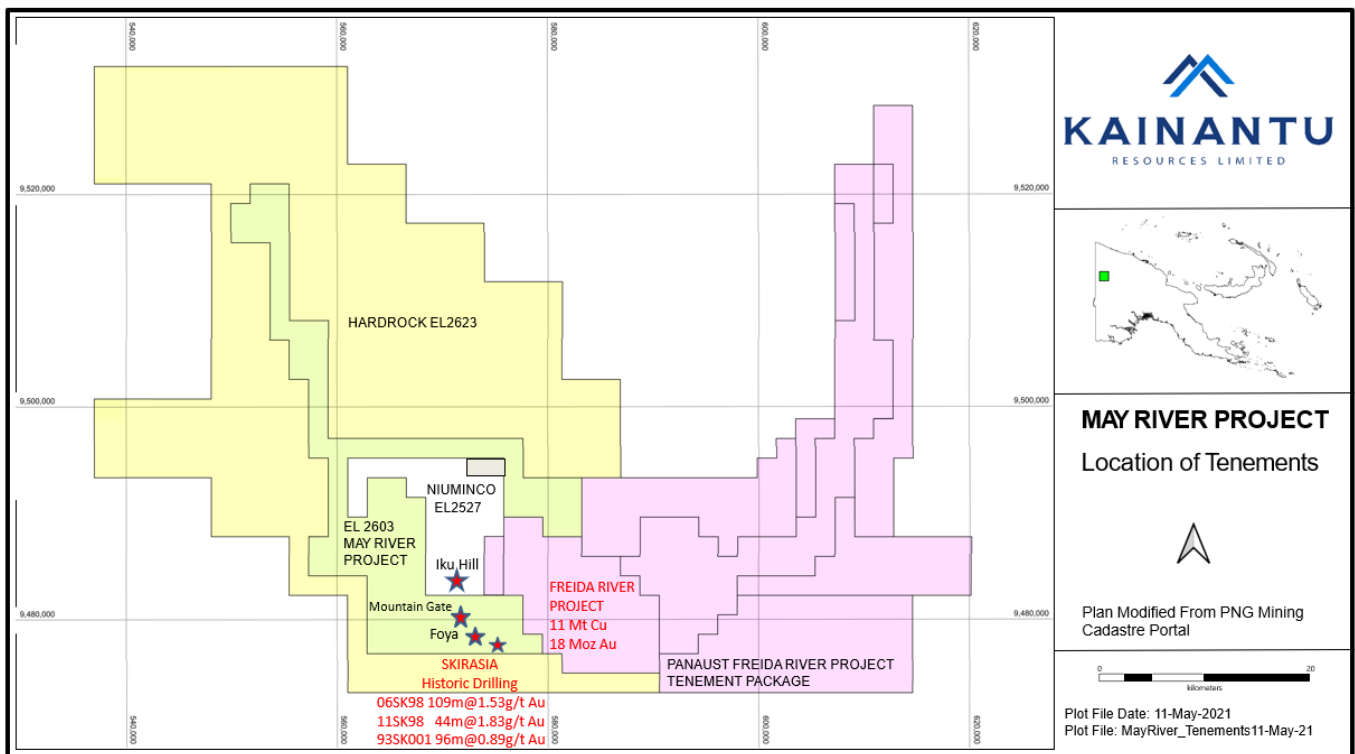 540,000
560,000
580,000
600,000
620,000
9,520,000
9,520,000
HARDROCK EL2623
9,500,000
9,500,000
NIUMINCO
EL2527
EL 2603
MAY RIVER
PROJECT
Iku Hill
Mountain Gate
Foya
FREIDA RIVER
PROJECT
11 Mt Cu
18 Moz Au
9,480,000
9,480,000
SKIRASIA
Historic Drilling
06SK98 109m@1.53g/t Au
11SK98 44m@1.83g/t Au
93SK001 96m@0.89g/t Au
PANAUST FREIDA RIVER PROJECT
TENEMENT PACKAGE
540,000
560,000
580,000
600,000
620,000
KAINANTU
RESOURCES LIMITED
MAY RIVER PROJECT
Location of Tenements
Plan Modified From PNG Mining
Cadastre Portal
0 20
kilometers
Plot File Date: 11-May-2021
Plot File: MayRiver_Tenements11-May-21